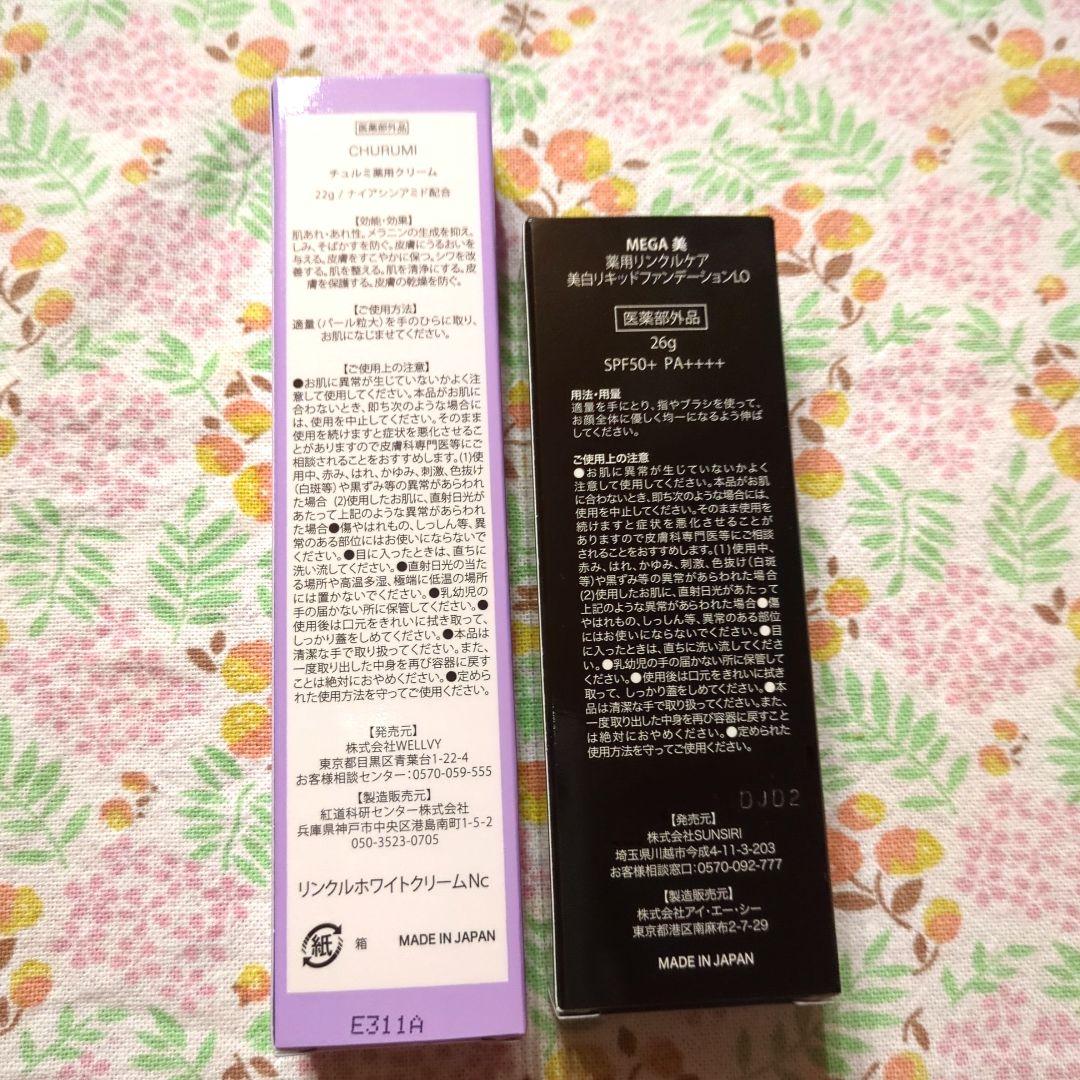 医薬部外品
CHURUMI
チュルミ薬用クリーム
22g / ナイアシンアミド配合
【効能・効果】
肌あれ・あれ性。メラニンの生成を抑え、
しみ、そばかすを防ぐ。皮膚にうるおいを
与える。皮膚をすこやかに保つ。シワを改
善する。肌を整える。肌を清浄にする。皮
膚を保護する。皮膚の乾燥を防ぐ。
【ご使用方法】
適量(パール粒大)を手のひらに取り、
お肌になじませてください。
【ご使用上の注意】
●お肌に異常が生じていないかよく注
意して使用してください。本品がお肌に
合わないとき、即ち次のような場合に
は、使用を中止してください。そのまま
使用を続けますと症状を悪化させるこ
とがありますので皮膚科専門医等にご
相談されることをおすすめします。(1)使
用中、赤み、はれ、かゆみ、刺激、色抜け
(白斑等)や黒ずみ等の異常があらわれ
た場合 (2)使用したお肌に、直射日光が
あたって上記のような異常があらわれ
た場合●傷やはれもの、しっしん等、異
常のある部位にはお使いにならないで
ください。●目に入ったときは、直ちに
洗い流してください。●直射日光の当た
る場所や高温多湿、極端に低温の場所
には置かないでください。●乳幼児の
手の届かない所に保管してください。●
使用後は口元をきれいに拭き取って、
しっかり蓋をしめてください。●本品は
清潔な手で取り扱ってください。また、
一度取り出した中身を再び容器に戻す
ことは絶対におやめください。●定めら
れた使用方法を守ってご使用ください。
【発売元】
株式会社WELLVY
東京都目黒区青葉台1-22-4
お客様相談センター:0570-059-555
【製造販売元】
紅道科研センター株式会社
兵庫県神戸市中央区港島南町1-5-2
050-3523-0705
リンクルホワイトクリームNc
紙 箱 MADE IN JAPAN
E311A
MEGA 美
薬用リンクルケア
美白リキッドファンデーションLO
医薬部外品
26g
SPF50+ PA++++
用法・用量
適量を手にとり、指やブラシを使って、
お顔全体に優しく均一になるよう伸ば
してください。
ご使用上の注意
●お肌に異常が生じていないかよく
注意して使用してください。本品がお肌
に合わないとき、即ち次のような場合には、
使用を中止してください。そのまま使用を
続けますと症状を悪化させることが
ありますので皮膚科専門医等にご相談
されることをおすすめします。(1)使用中、
赤み、はれ、かゆみ、刺激、色抜け(白斑
等)や黒ずみ等の異常があらわれた場合
(2)使用したお肌に、直射日光があたって
上記のような異常があらわれた場合●傷
やはれもの、しっしん等、異常のある部位
にはお使いにならないでください。●目
に入ったときは、直ちに洗い流してくださ
い。●乳幼児の手の届かない所に保管して
ください。●使用後は口元をきれいに拭き
取って、しっかり蓋をしめてください。●本
品は清潔な手で取り扱ってください。また、
一度取り出した中身を再び容器に戻すこと
は絶対におやめください。●定められた
使用方法を守ってご使用ください。
DJ02
【発売元】
株式会社SUNSIRI
埼玉県川越市今成4-11-3-203
お客様相談窓口:0570-092-777
【製造販売元】
株式会社アイ・エー・シー
東京都港区南麻布2-7-29
MADE IN JAPAN